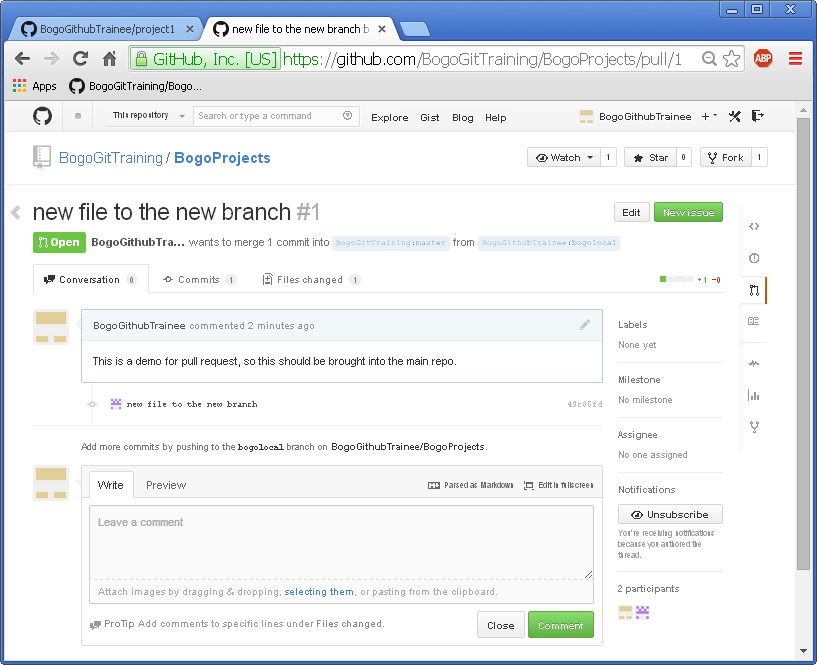 BogoGithubTrainee/project1
new file to the new branch b
GitHub, Inc. [US] https://github.com/BogoGitTraining/BogoProjects/pull/1
ABP
Apps BogoGitTraining/Bogo...
This repository Search or type a command Explore Gist Blog Help BogoGithubTrainee
BogoGitTraining / BogoProjects Watch 1 Star 0 Fork 1
new file to the new branch #1 Edit New issue
Open BogoGithubTra... wants to merge 1 commit into BogoGitTraining:master from BogoGithubTrainee:bogolocal
Conversation 0 Commits 1 Files changed 1 +1 −0
BogoGithubTrainee commented 2 minutes ago
This is a demo for pull request, so this should be brought into the main repo.
new file to the new branch 49c65fd
Add more commits by pushing to the bogolocal branch on BogoGithubTrainee/BogoProjects.
Write Preview Parsed as Markdown Edit in fullscreen
Leave a comment
Attach images by dragging & dropping, selecting them, or pasting from the clipboard.
ProTip Add comments to specific lines under Files changed.
Close Comment
Labels
None yet
Milestone
No milestone
Assignee
No one assigned
Notifications
Unsubscribe
You're receiving notifications
because you authored the
thread.
2 participants